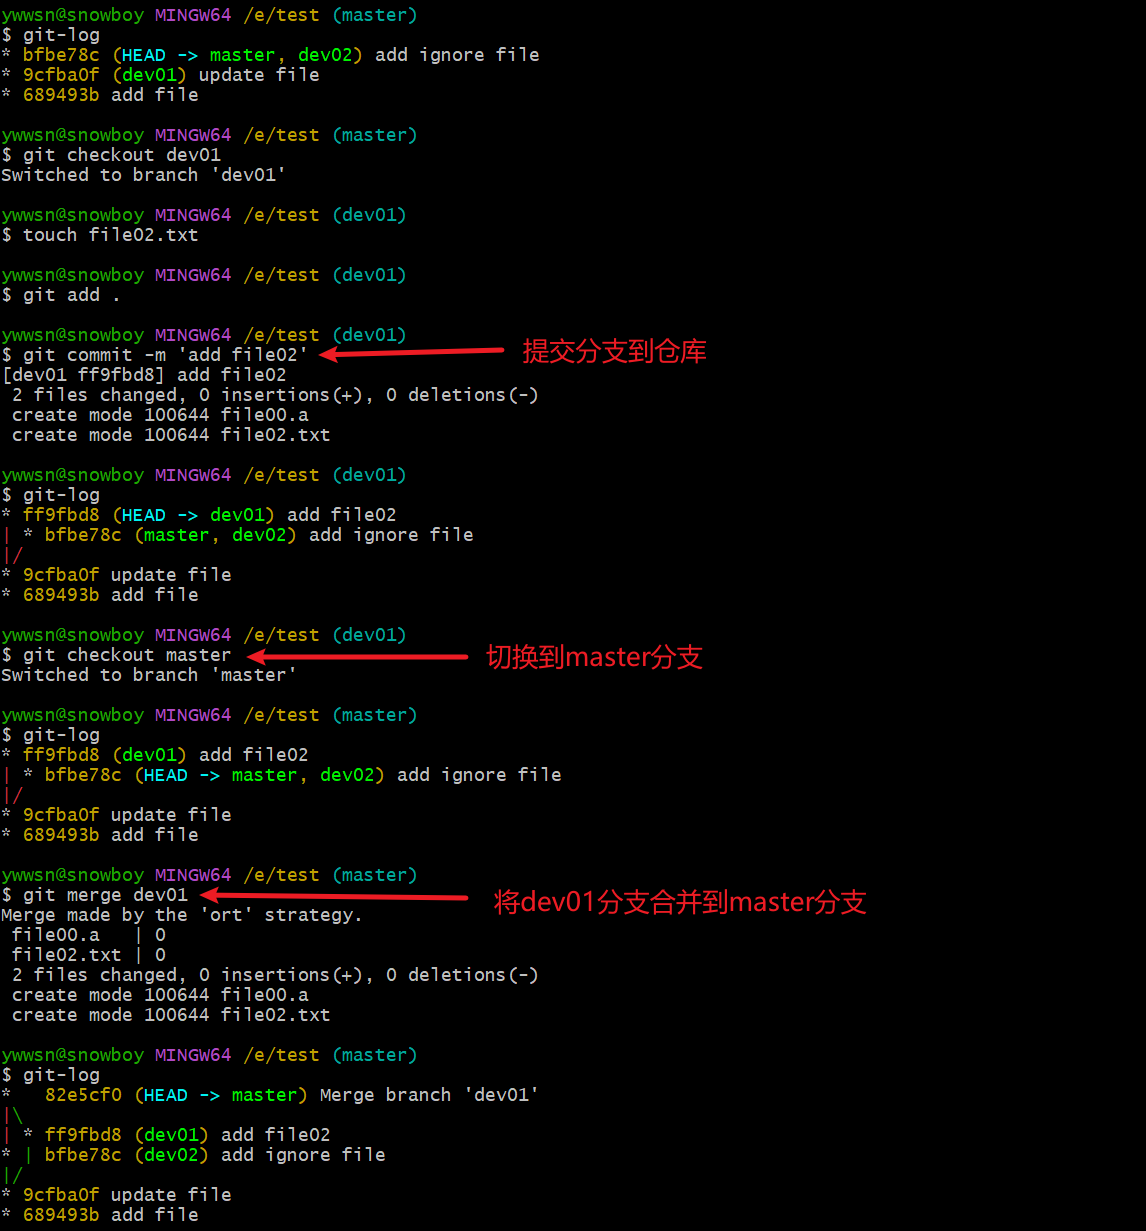 ywwsn@snowboy MINGW64 /e/test (master)
$ git-log
* bfbe78c (HEAD -> master, dev02) add ignore file
* 9cfba0f (dev01) update file
* 689493b add file
ywwsn@snowboy MINGW64 /e/test (master)
$ git checkout dev01
Switched to branch 'dev01'
ywwsn@snowboy MINGW64 /e/test (dev01)
$ touch file02.txt
ywwsn@snowboy MINGW64 /e/test (dev01)
$ git add .
ywwsn@snowboy MINGW64 /e/test (dev01)
$ git commit -m 'add file02' 提交分支到仓库
[dev01 ff9fbd8] add file02
 2 files changed, 0 insertions(+), 0 deletions(-)
 create mode 100644 file00.a
 create mode 100644 file02.txt
ywwsn@snowboy MINGW64 /e/test (dev01)
$ git-log
* ff9fbd8 (HEAD -> dev01) add file02
| * bfbe78c (master, dev02) add ignore file
|/
* 9cfba0f update file
* 689493b add file
ywwsn@snowboy MINGW64 /e/test (dev01)
$ git checkout master 切换到master分支
Switched to branch 'master'
ywwsn@snowboy MINGW64 /e/test (master)
$ git-log
* ff9fbd8 (dev01) add file02
| * bfbe78c (HEAD -> master, dev02) add ignore file
|/
* 9cfba0f update file
* 689493b add file
ywwsn@snowboy MINGW64 /e/test (master)
$ git merge dev01 将dev01分支合并到master分支
Merge made by the 'ort' strategy.
 file00.a   | 0
 file02.txt | 0
 2 files changed, 0 insertions(+), 0 deletions(-)
 create mode 100644 file00.a
 create mode 100644 file02.txt
ywwsn@snowboy MINGW64 /e/test (master)
$ git-log
*   82e5cf0 (HEAD -> master) Merge branch 'dev01'
|\
| * ff9fbd8 (dev01) add file02
* | bfbe78c (dev02) add ignore file
|/
* 9cfba0f update file
* 689493b add file